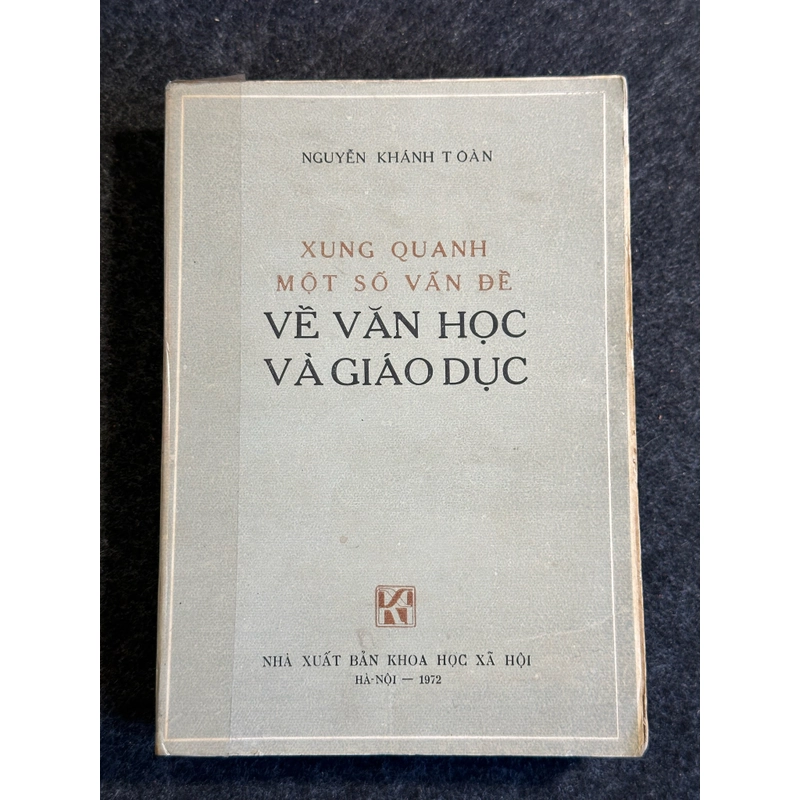 NGUYỄN KHÁNH TOÀN
XUNG QUANH
MỘT SỐ VẤN ĐỀ
VỀ VĂN HỌC
VÀ GIÁO DỤC
NHÀ XUẤT BẢN KHOA HỌC XÃ HỘI
HÀ-NỘI — 1972